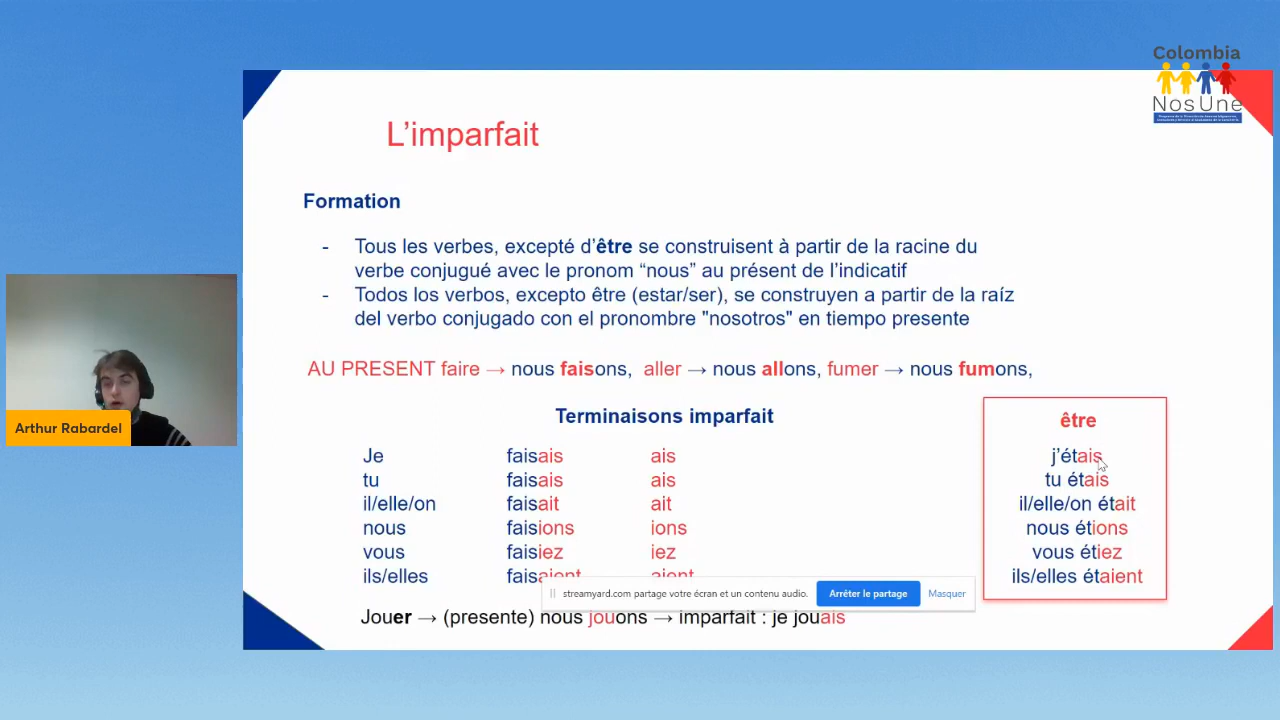 Colombia
NosUne
L'imparfait
Formation
- Tous les verbes, excepté d'être se construisent à partir de la racine du
verbe conjugué avec le pronom “nous” au présent de l'indicatif
- Todos los verbos, excepto être (estar/ser), se construyen a partir de la raíz
del verbo conjugado con el pronombre "nosotros" en tiempo presente
AU PRESENT faire → nous faisons, aller → nous allons, fumer → nous fumons,
Terminaisons imparfait
Je faisais ais
tu faisais ais
il/elle/on faisait ait
nous faisions ions
vous faisiez iez
ils/elles faisaient aient
être
j'étais
tu étais
il/elle/on était
nous étions
vous étiez
ils/elles étaient
streamyard.com partage votre écran et un contenu audio. Arrêter le partage Masquer
Jouer → (presente) nous jouons → imparfait : je jouais
Arthur Rabardel